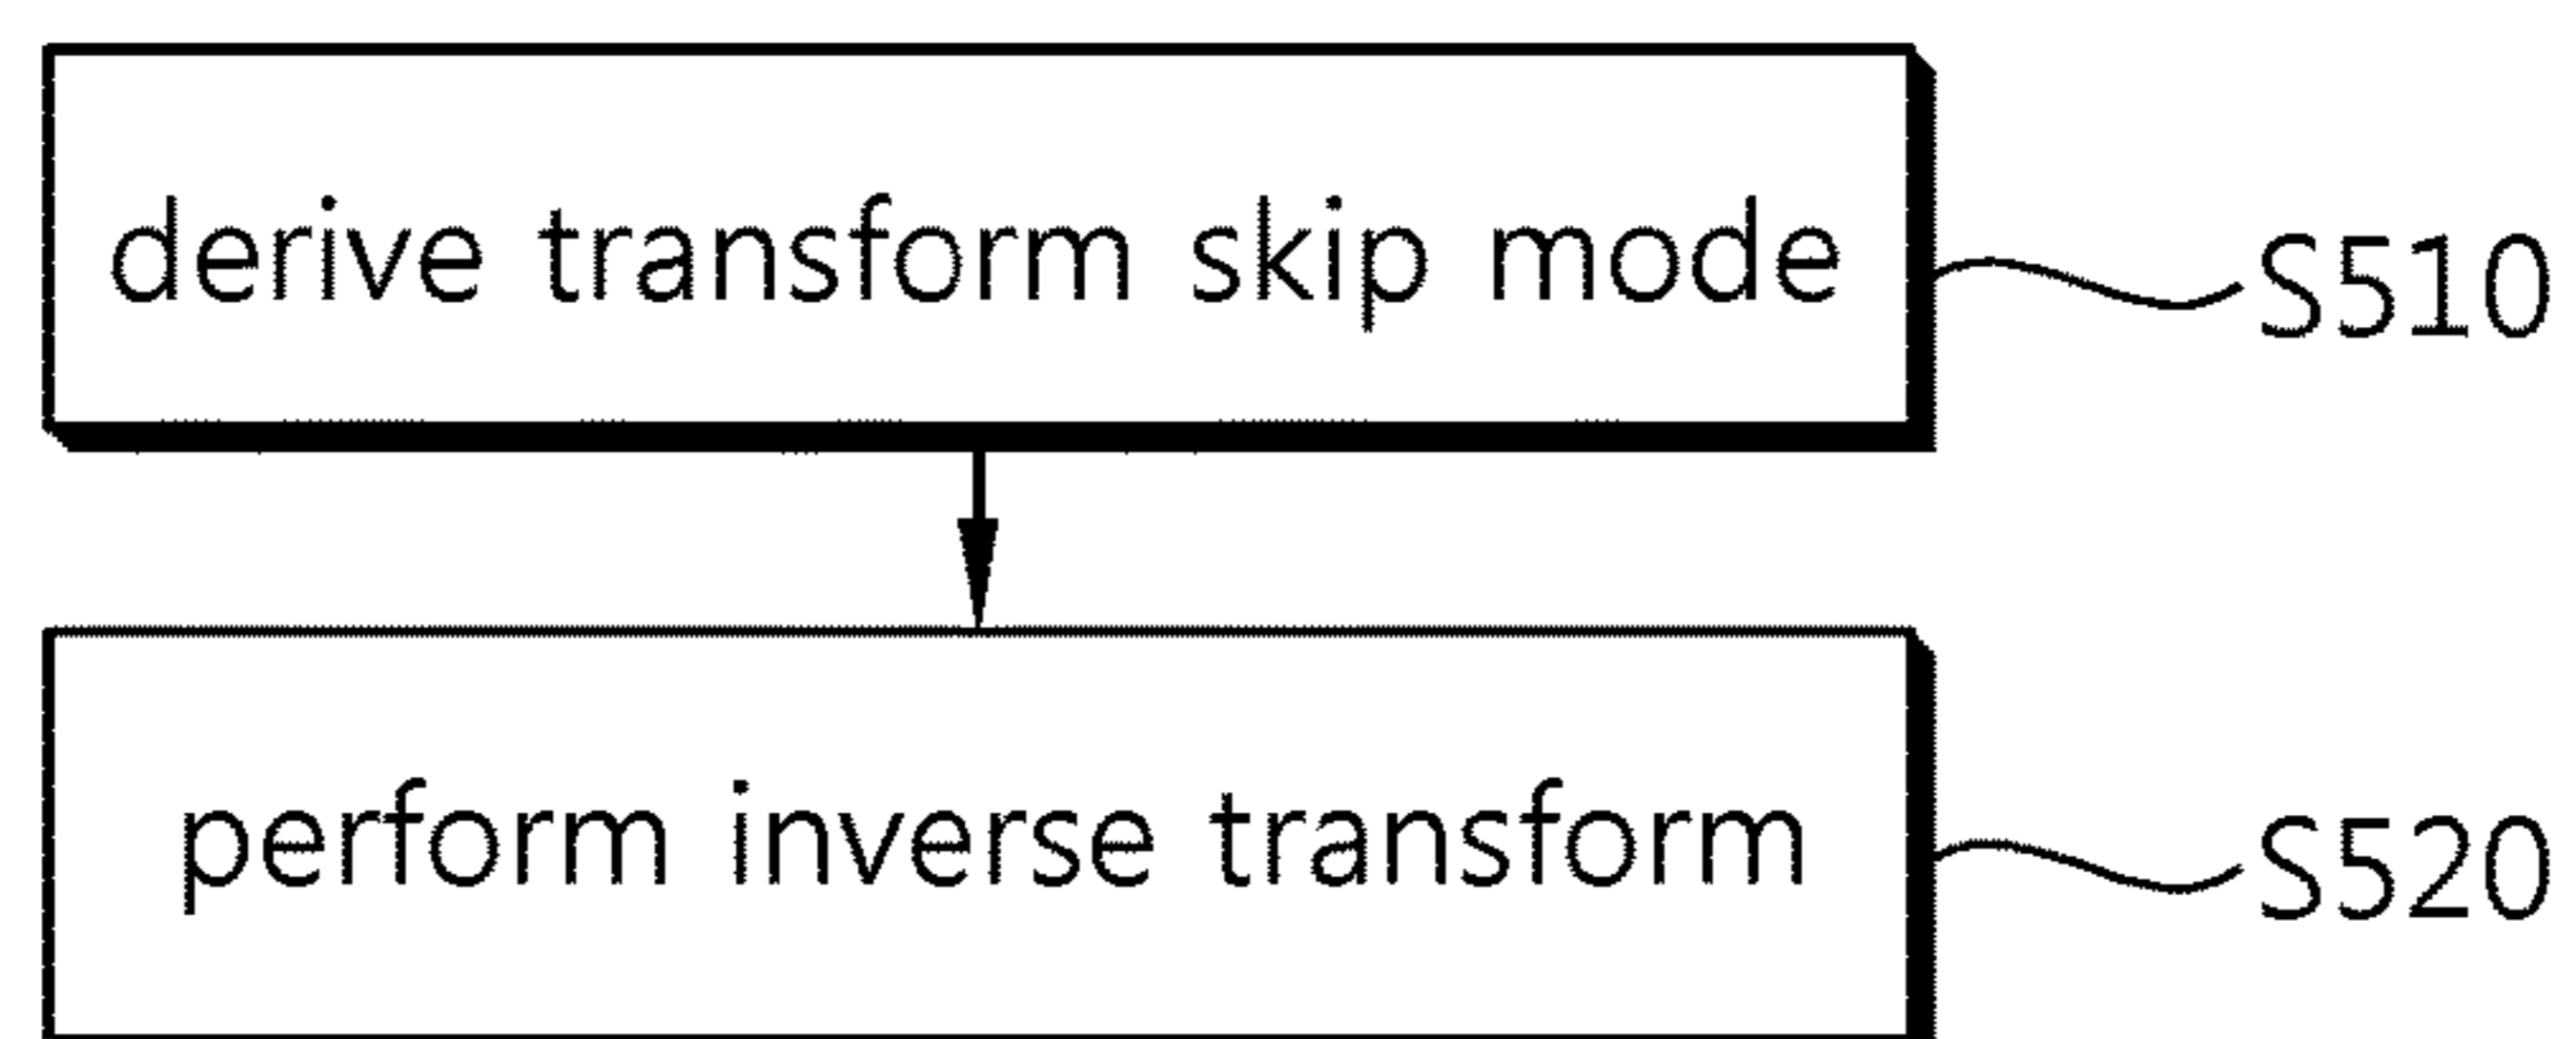 derive transform skip mode
S510
perform inverse transform
S520